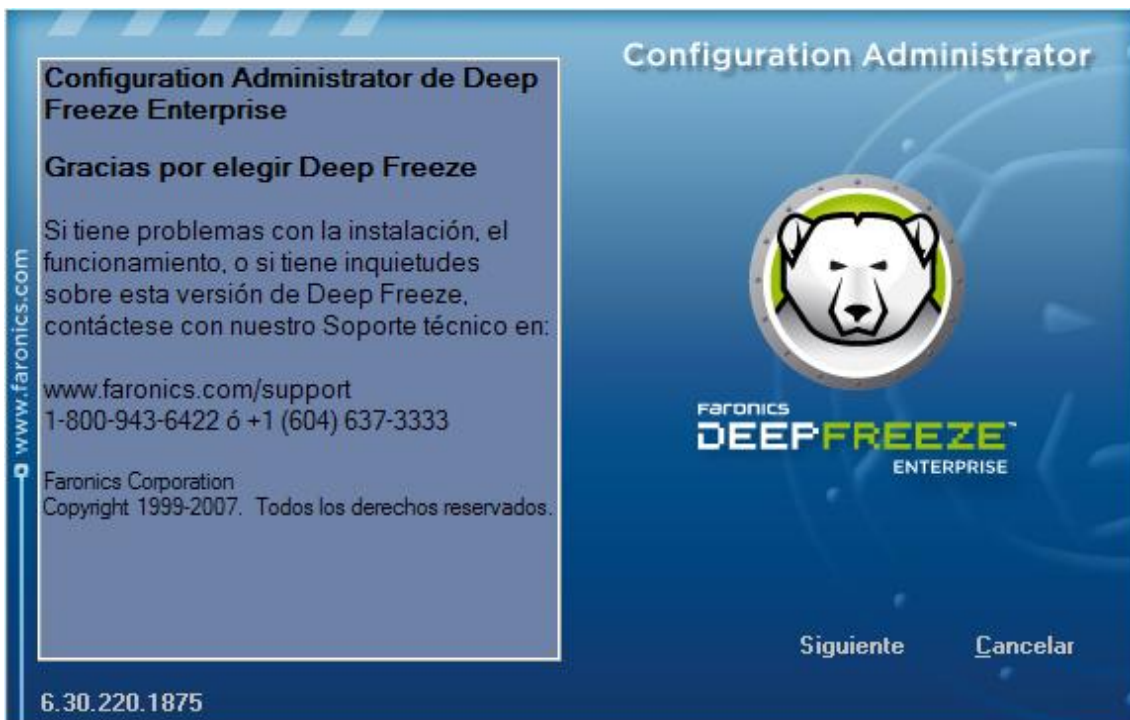 Configuration Administrator
Configuration Administrator de Deep
Freeze Enterprise
Gracias por elegir Deep Freeze
Si tiene problemas con la instalación, el
funcionamiento, o si tiene inquietudes
sobre esta versión de Deep Freeze,
contáctese con nuestro Soporte técnico en:
www.faronics.com/support
1-800-943-6422 ó +1 (604) 637-3333
Faronics Corporation
Copyright 1999-2007. Todos los derechos reservados.
www.faronics.com
FARONICS
DEEPFREEZE™
ENTERPRISE
Siguiente
Cancelar
6.30.220.1875